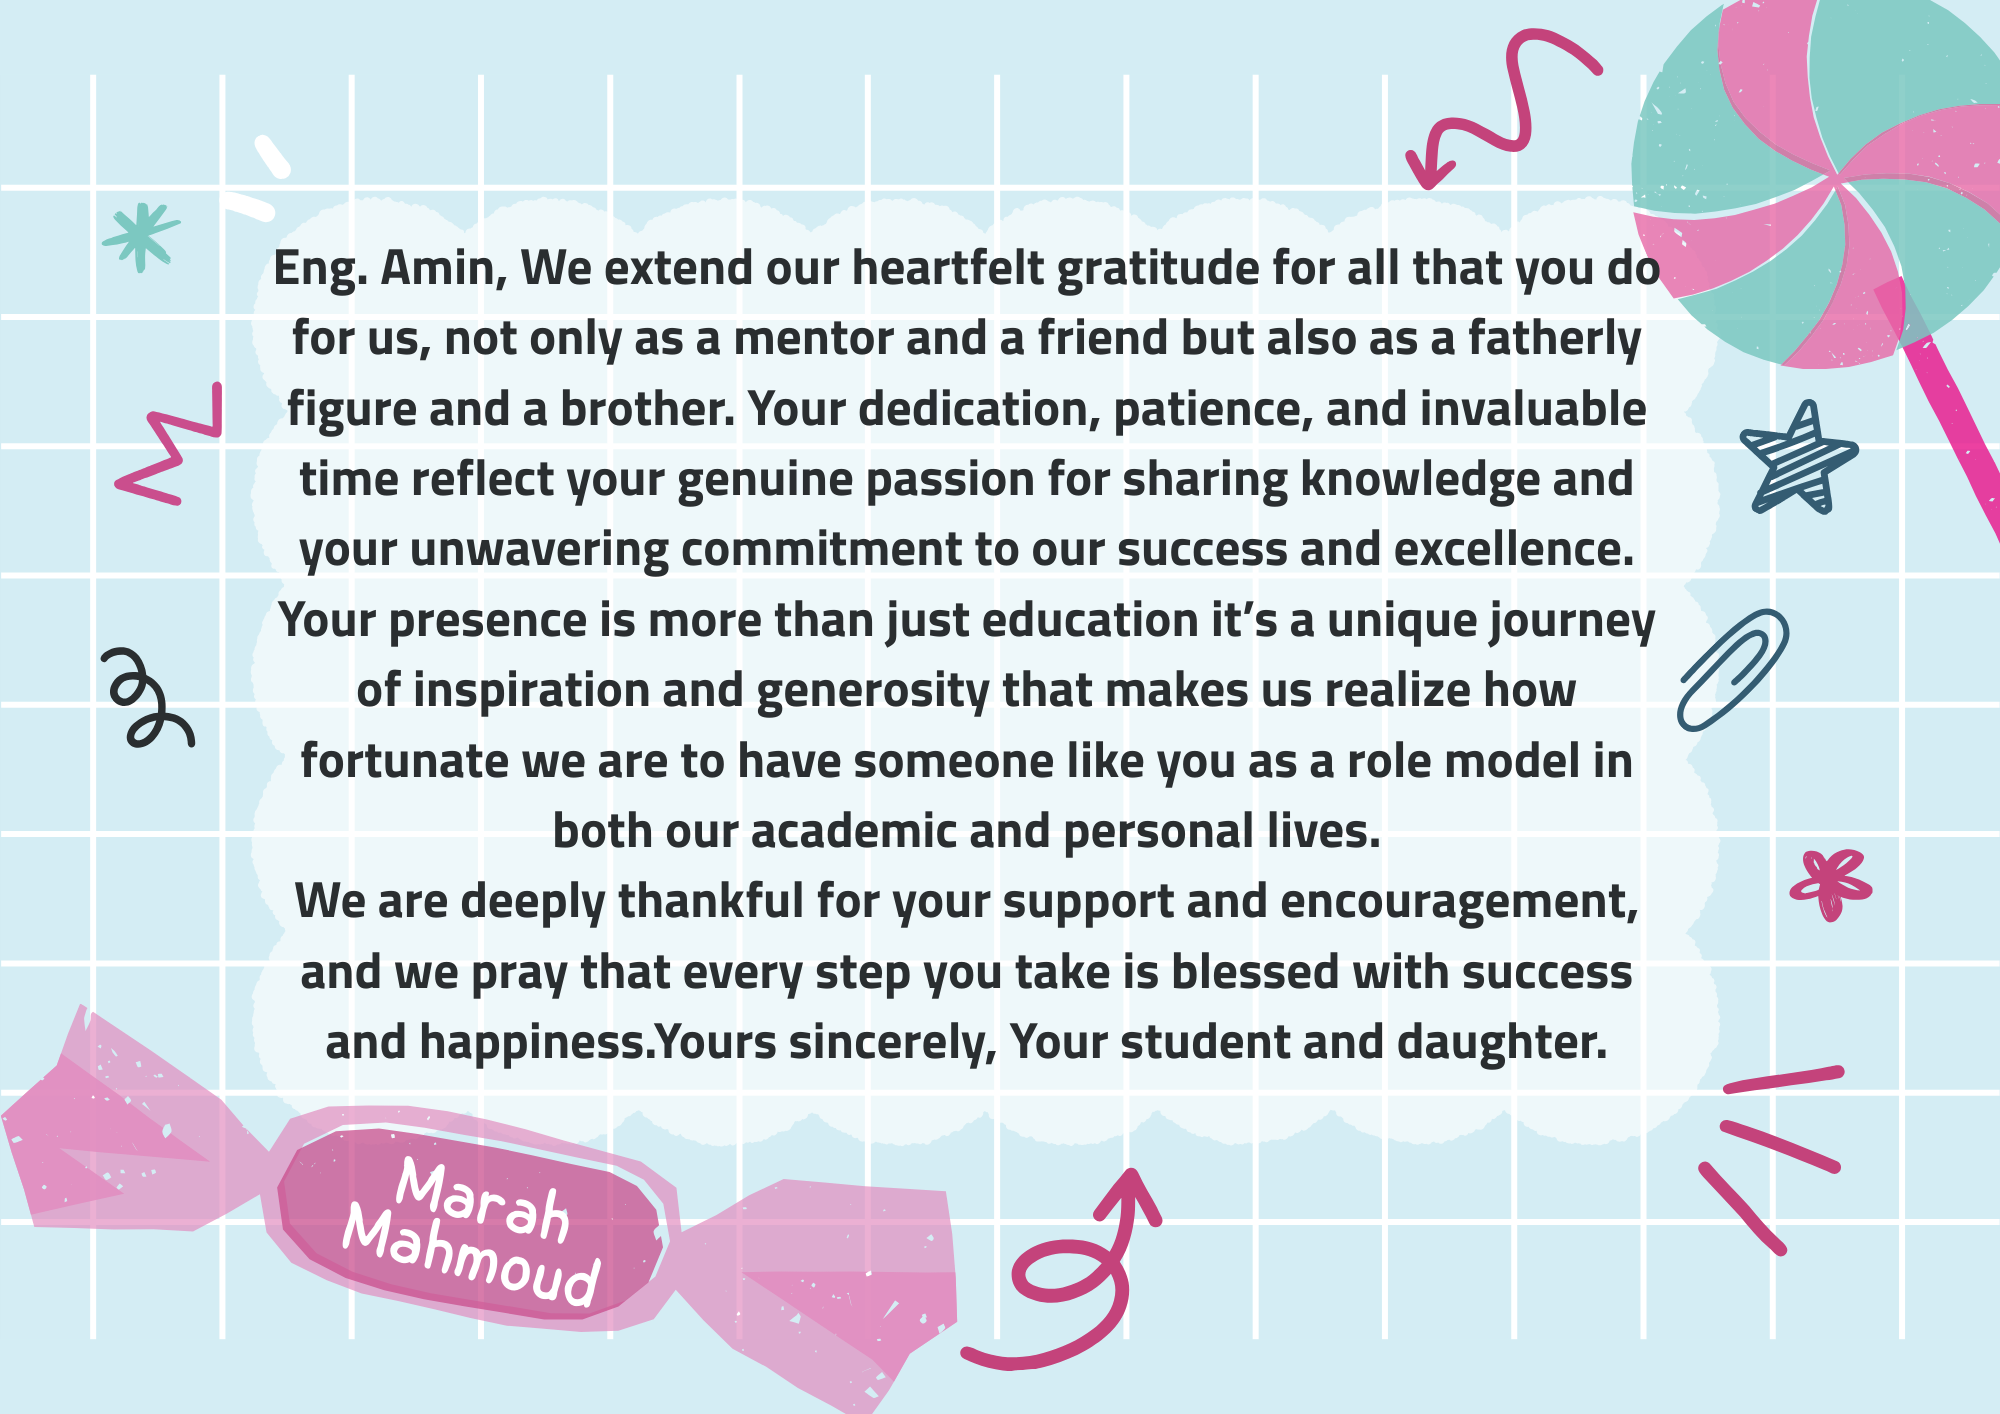 Eng. Amin, We extend our heartfelt gratitude for all that you do
for us, not only as a mentor and a friend but also as a fatherly
figure and a brother. Your dedication, patience, and invaluable
time reflect your genuine passion for sharing knowledge and
your unwavering commitment to our success and excellence.
Your presence is more than just education it’s a unique journey
of inspiration and generosity that makes us realize how
fortunate we are to have someone like you as a role model in
both our academic and personal lives.
We are deeply thankful for your support and encouragement,
and we pray that every step you take is blessed with success
and happiness.Yours sincerely, Your student and daughter.
Marah
Mahmoud